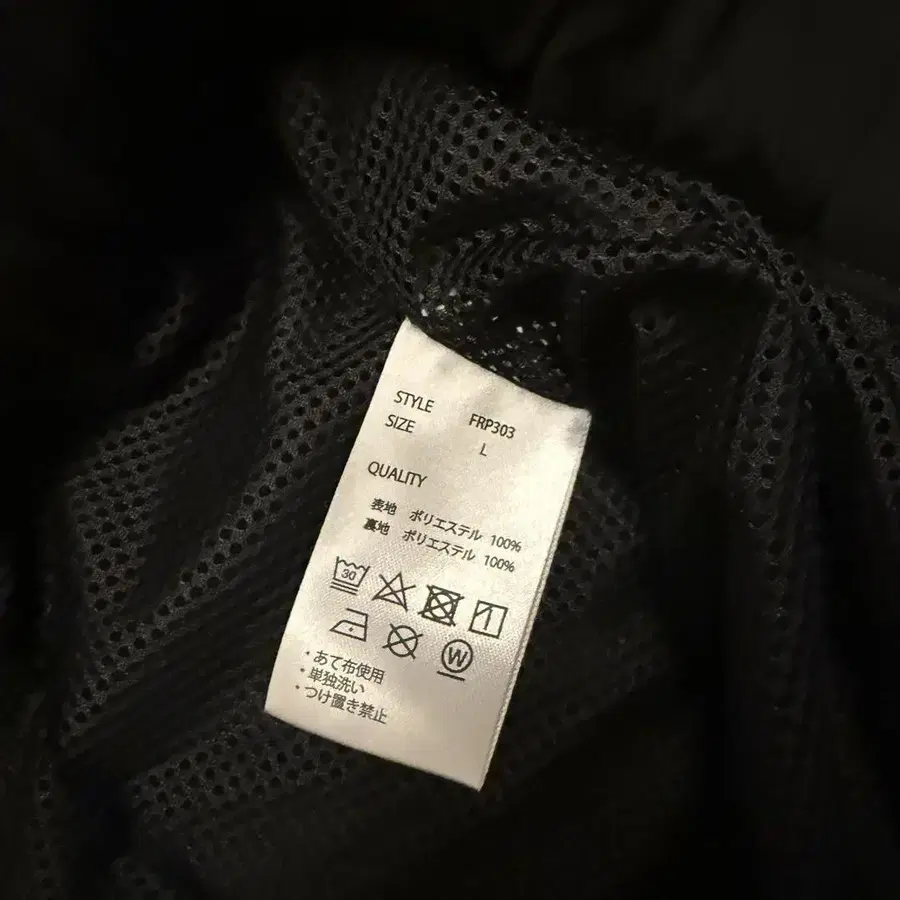 STYLE FRP303
SIZE L
QUALITY
表地 ポリエステル 100%
裏地 ポリエステル 100%
30
W
・あて布使用
・単独洗い
・つけ置き禁止